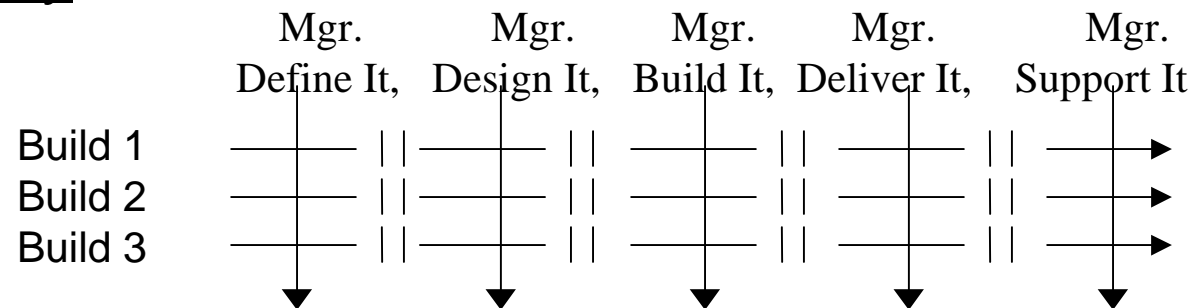 Mgr. Mgr. Mgr. Mgr. Mgr.
Define It, Design It, Build It, Deliver It, Support It
Build 1
Build 2
Build 3